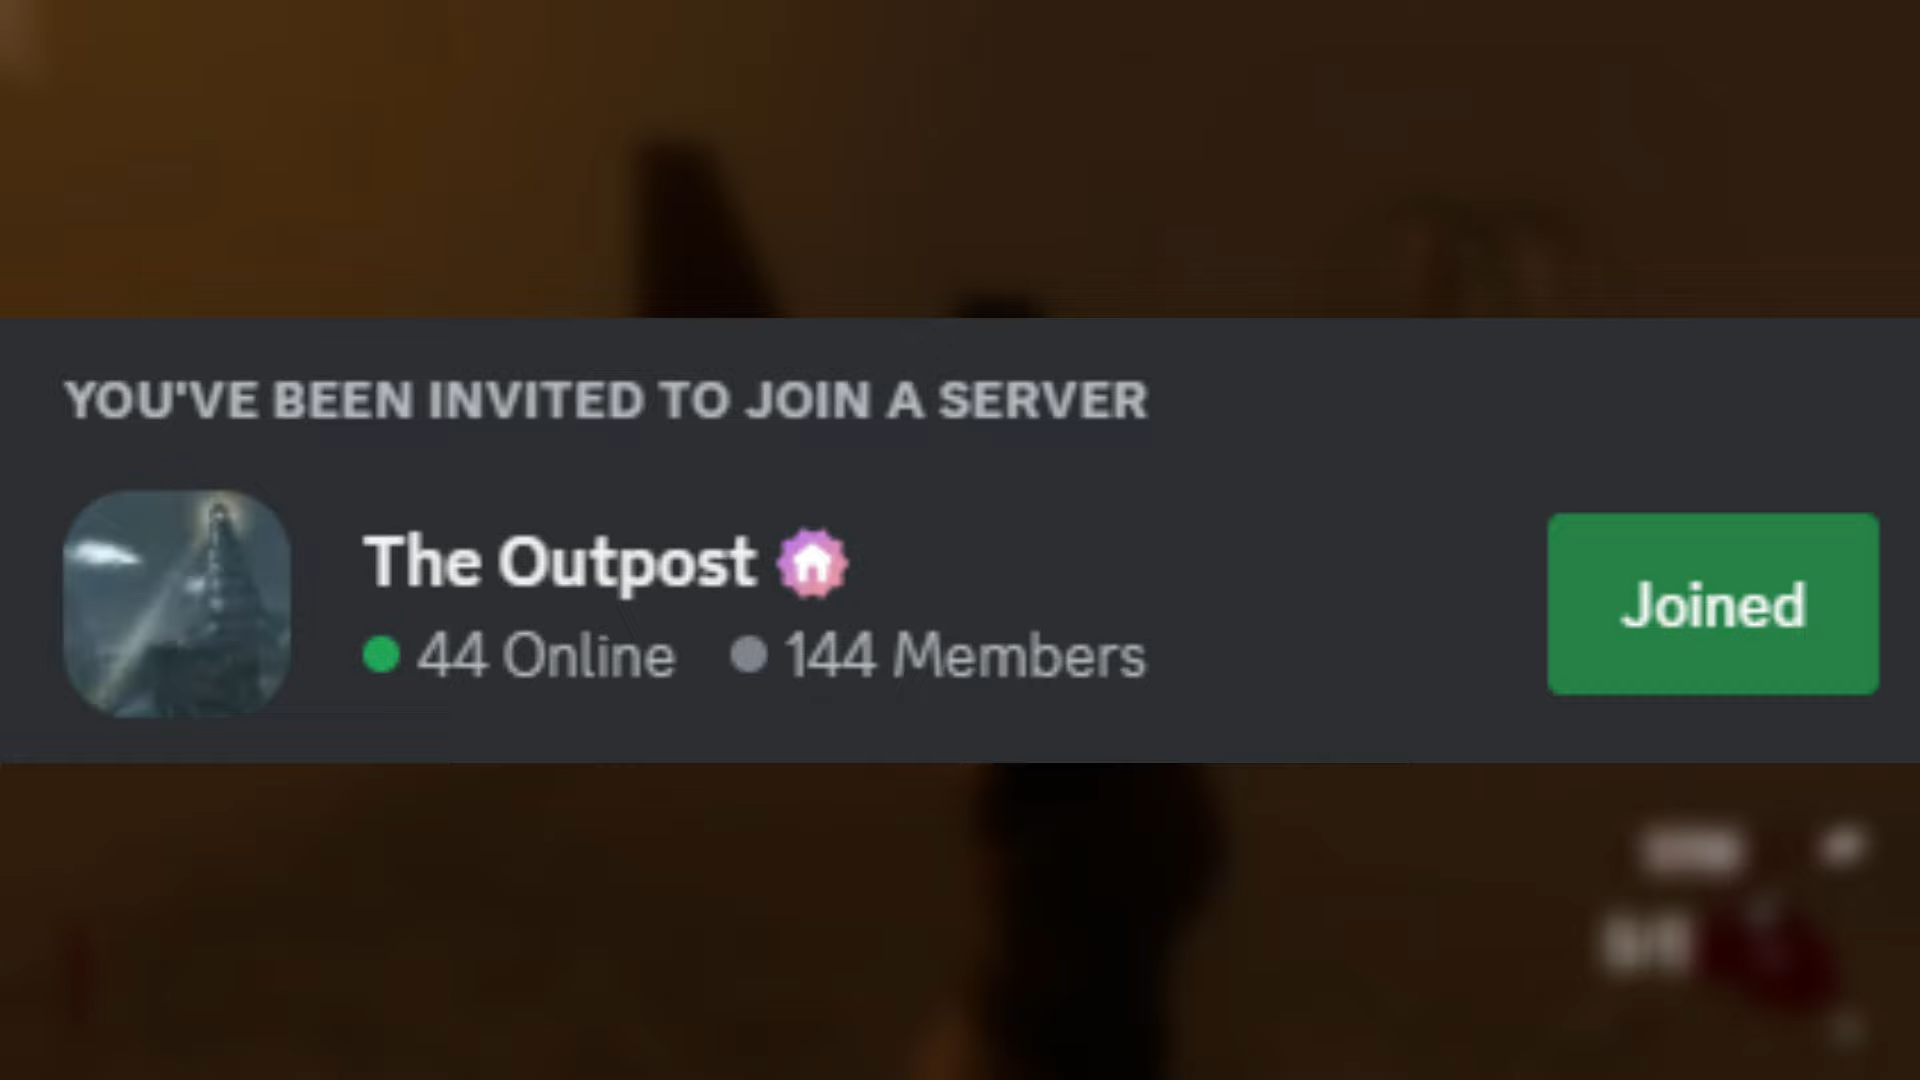 YOU'VE BEEN INVITED TO JOIN A SERVER
The Outpost
44 Online 144 Members
Joined